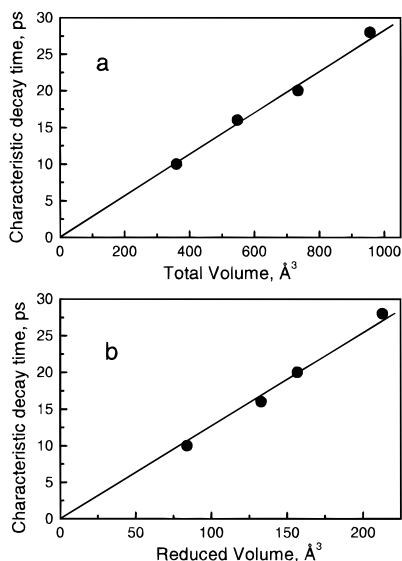 30
25
20
15
10
5
0
Characteristic decay time, ps
a
0 200 400 600 800 1000
Total Volume, Å³
30
25
20
15
10
5
0
Characteristic decay time, ps
b
0 50 100 150 200
Reduced Volume, Å³